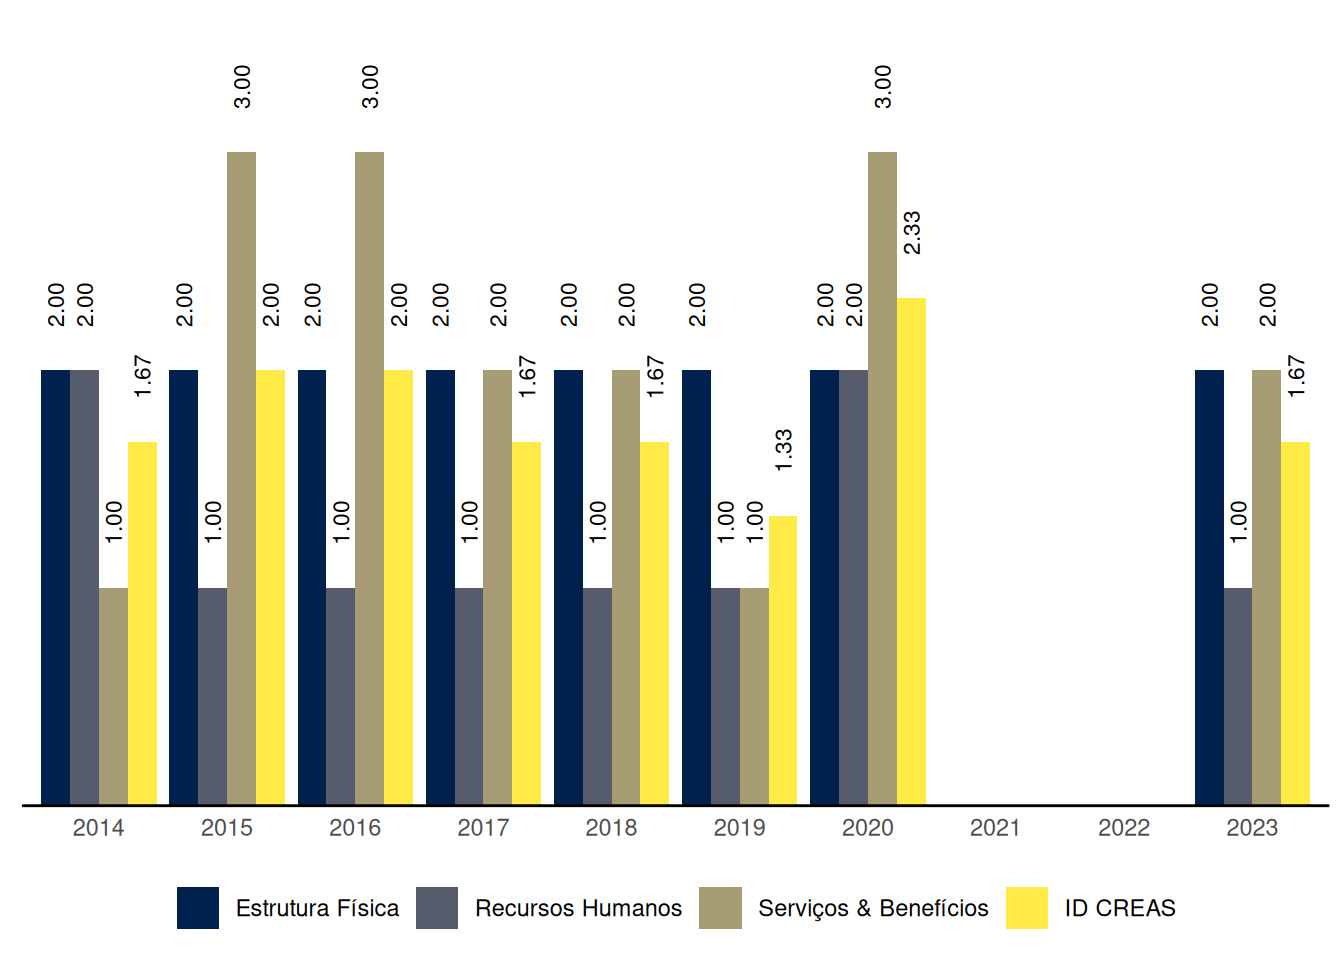 3.00 3.00 3.00
2.33
2.00 2.00 2.00 2.00 2.00 2.00 2.00 2.00 2.00 2.00 2.00 2.00 2.00 2.00 2.00
1.67 1.67 1.67 1.67
1.33
1.00 1.00 1.00 1.00 1.00 1.00 1.00 1.00
2014 2015 2016 2017 2018 2019 2020 2021 2022 2023
Estrutura Física Recursos Humanos Serviços & Benefícios ID CREAS